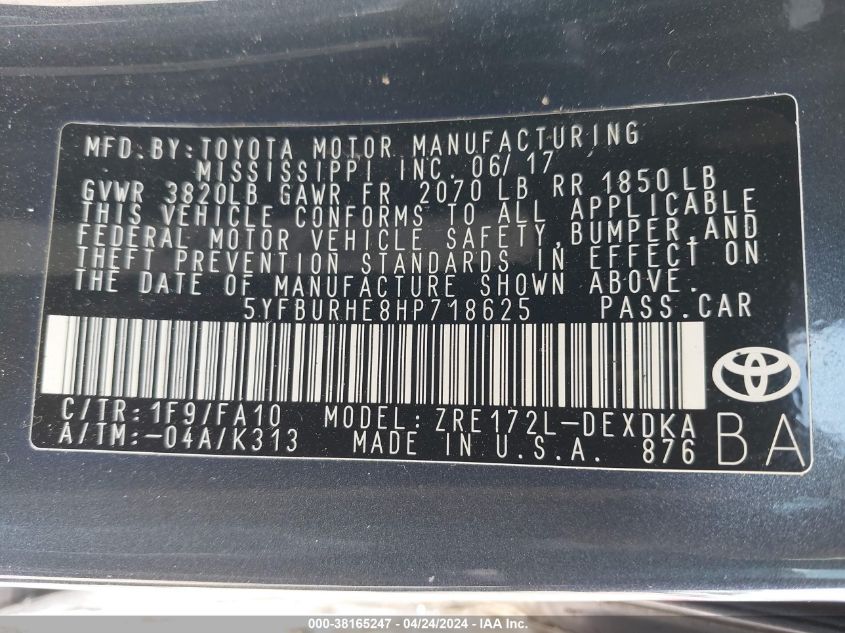 MFD.BY:TOYOTA MOTOR MANUFACTURING
MISSISSIPPI INC. 06/17
GVWR 3820LB GAWR FR 2070 LB RR 1850 LB
THIS VEHICLE CONFORMS TO ALL APPLICABLE
FEDERAL MOTOR VEHICLE SAFETY,BUMPER,AND
THEFT PREVENTION STANDARDS IN EFFECT ON
THE DATE OF MANUFACTURE SHOWN ABOVE.
5YFBURHE8HP718625 PASS.CAR
C/TR:1F9/FA10 MODEL:ZRE172L-DEXDKA
A/TM:-04A/K313 MADE IN U.S.A. 876
BA
000-38165247 - 04/24/2024 - IAA Inc.